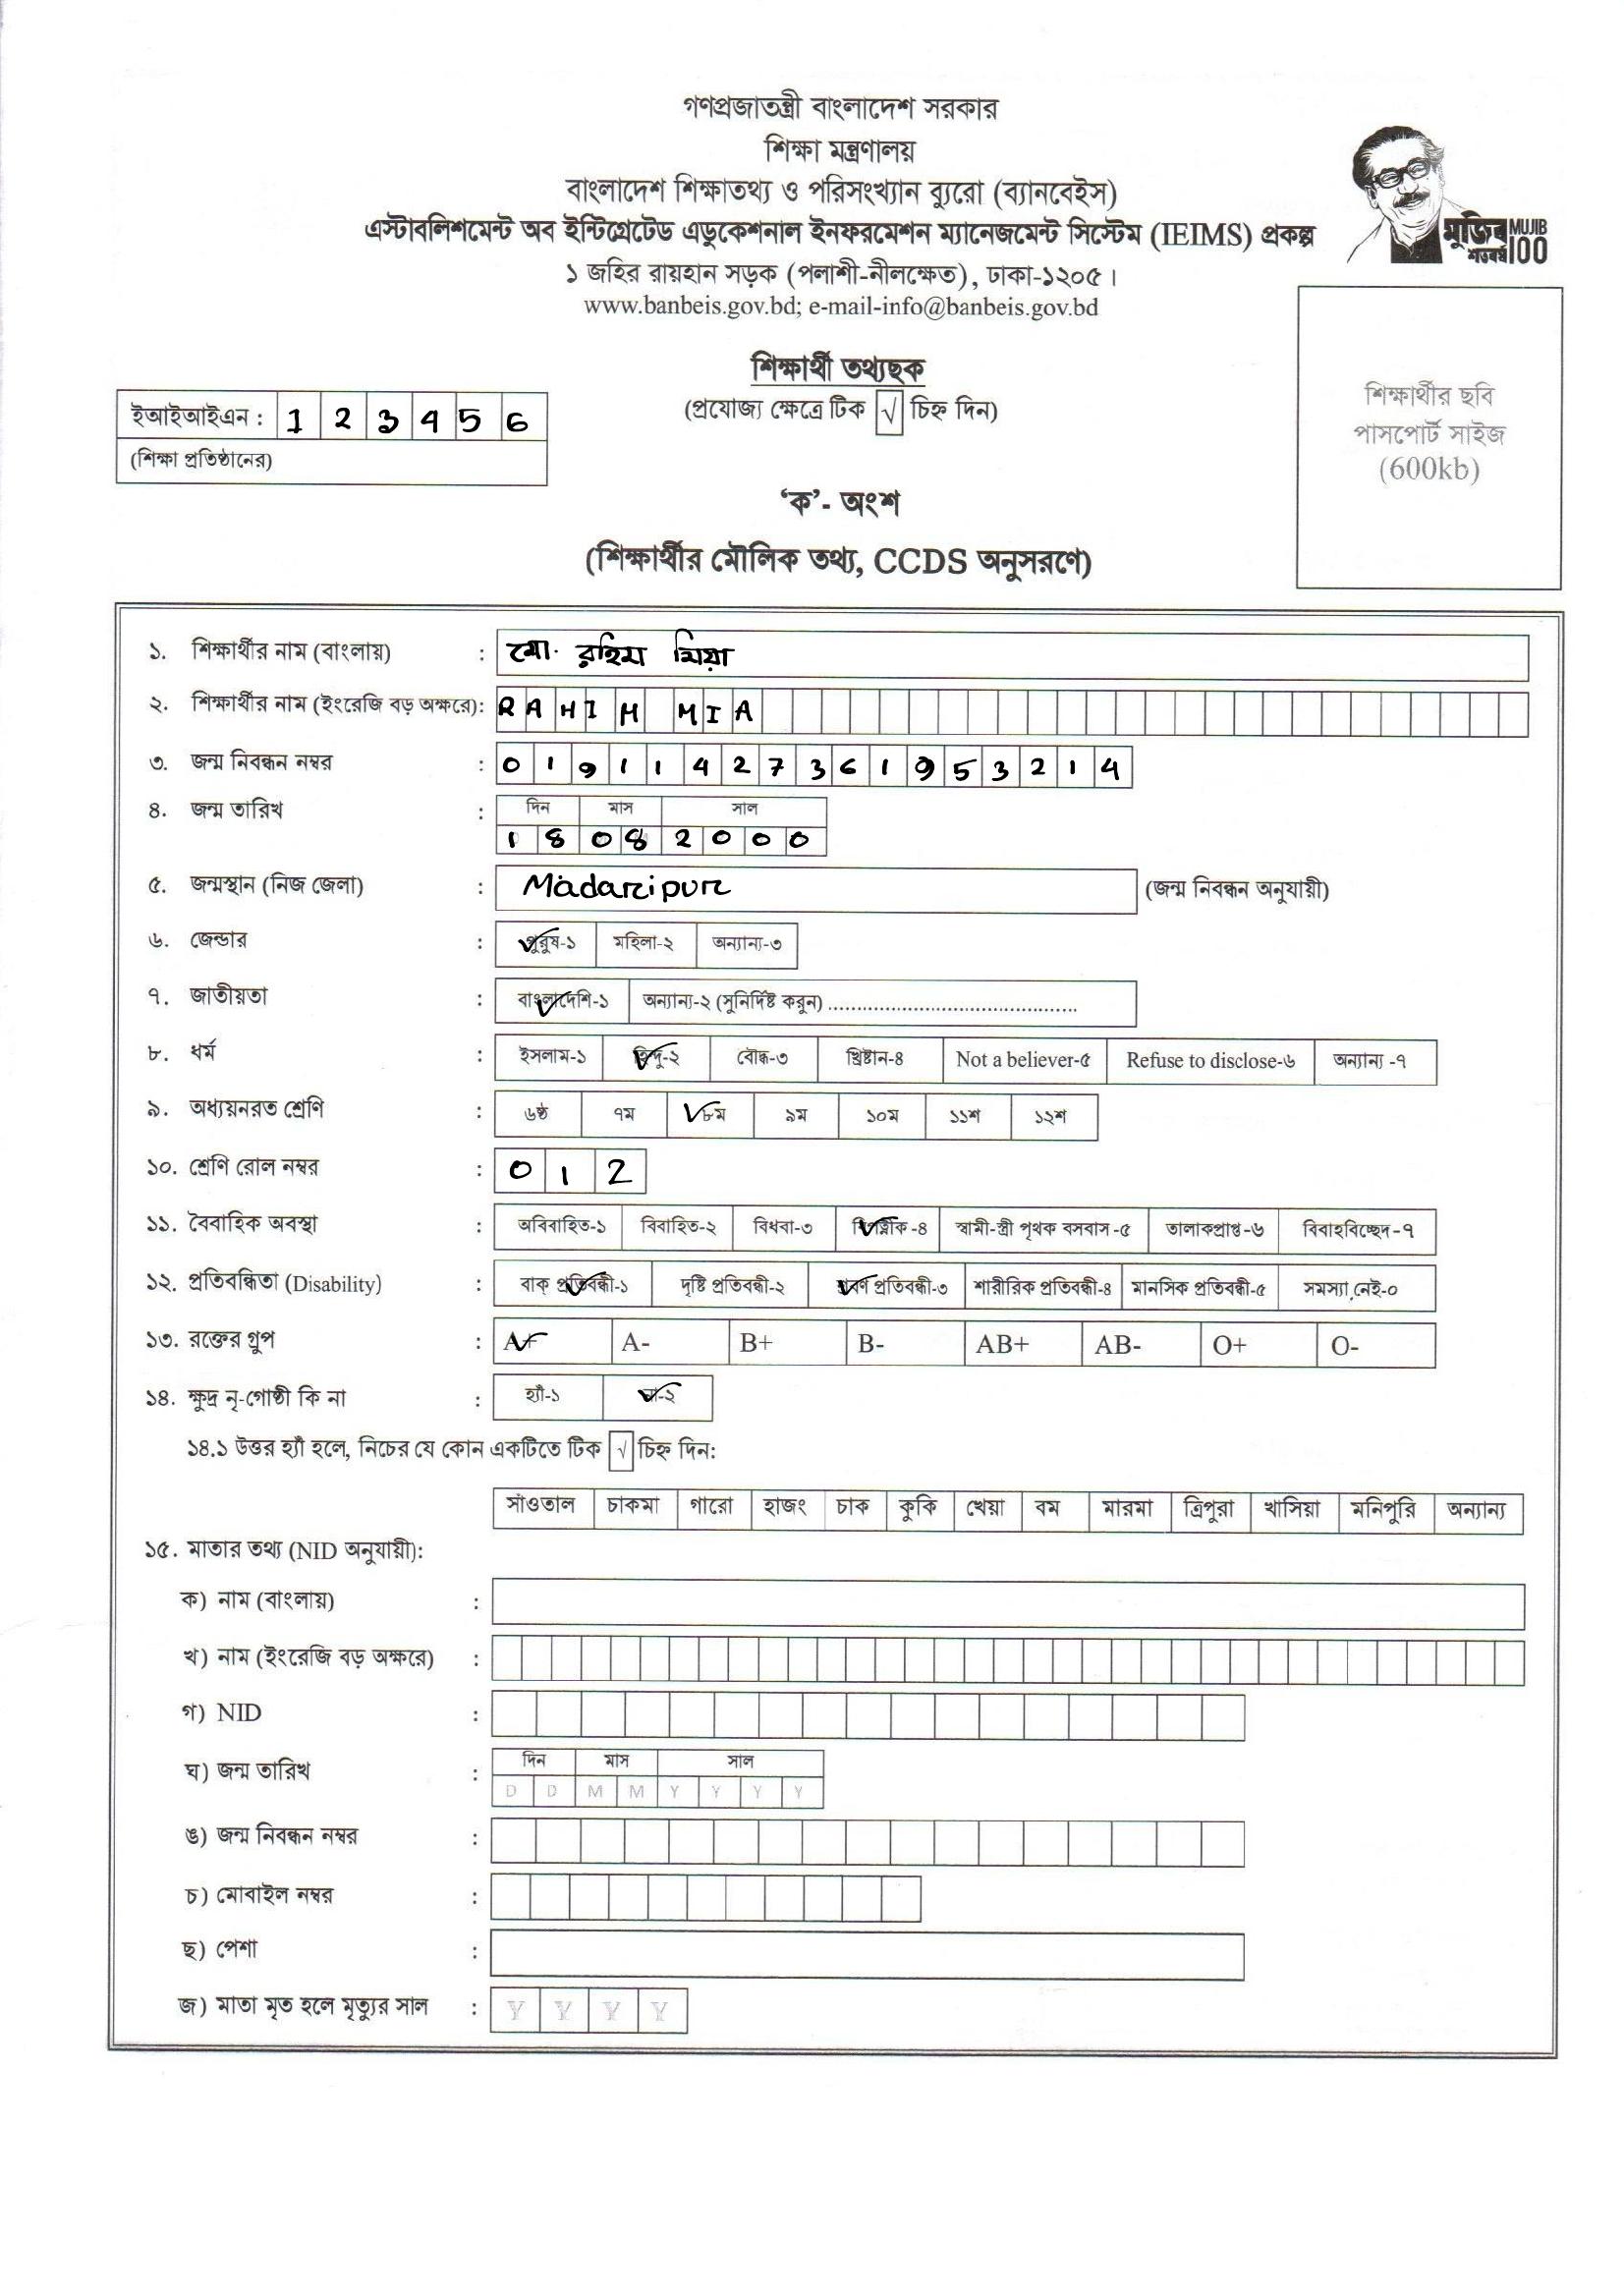 গণপ্রজাতন্ত্রী বাংলাদেশ সরকার
শিক্ষা মন্ত্রণালয়
বাংলাদেশ শিক্ষাতথ্য ও পরিসংখ্যান ব্যুরো (ব্যানবেইস)
এস্টাবলিশমেন্ট অব ইন্টিগ্রেটেড এডুকেশনাল ইনফরমেশন ম্যানেজমেন্ট সিস্টেম (IEIMS) প্রকল্প
মুজিব শতবর্ষ MUJIB 100
১ জহির রায়হান সড়ক (পলাশী-নীলক্ষেত), ঢাকা-১২০৫।
www.banbeis.gov.bd; e-mail-info@banbeis.gov.bd
শিক্ষার্থী তথ্যছক
(প্রযোজ্য ক্ষেত্রে টিক √ চিহ্ন দিন)
ইআইআইএন : 1 2 3 4 5 6
(শিক্ষা প্রতিষ্ঠানের)
শিক্ষার্থীর ছবি
পাসপোর্ট সাইজ
(600kb)
‘ক’- অংশ
(শিক্ষার্থীর মৌলিক তথ্য, CCDS অনুসরণে)
১. শিক্ষার্থীর নাম (বাংলায়) : মো. রহিম মিয়া
২. শিক্ষার্থীর নাম (ইংরেজি বড় অক্ষরে): RAHIM MIA
৩. জন্ম নিবন্ধন নম্বর : 0 1 9 1 1 4 2 7 3 6 1 9 5 3 2 1 4
৪. জন্ম তারিখ : দিন মাস সাল
1 8 0 8 2 0 0 0
৫. জন্মস্থান (নিজ জেলা) : Madaripur (জন্ম নিবন্ধন অনুযায়ী)
৬. জেন্ডার : পুরুষ-১ মহিলা-২ অন্যান্য-৩
৭. জাতীয়তা : বাংলাদেশি-১ অন্যান্য-২ (সুনির্দিষ্ট করুন) ..........................................
৮. ধর্ম : ইসলাম-১ হিন্দু-২ বৌদ্ধ-৩ খ্রিষ্টান-৪ Not a believer-৫ Refuse to disclose-৬ অন্যান্য -৭
৯. অধ্যয়নরত শ্রেণি : ৬ষ্ঠ ৭ম ৮ম ৯ম ১০ম ১১শ ১২শ
১০. শ্রেণি রোল নম্বর : 0 1 2
১১. বৈবাহিক অবস্থা : অবিবাহিত-১ বিবাহিত-২ বিধবা-৩ বিপত্নীক-৪ স্বামী-স্ত্রী পৃথক বসবাস -৫ তালাকপ্রাপ্ত-৬ বিবাহবিচ্ছেদ -৭
১২. প্রতিবন্ধিতা (Disability) : বাক্ প্রতিবন্ধী-১ দৃষ্টি প্রতিবন্ধী-২ শ্রবণ প্রতিবন্ধী-৩ শারীরিক প্রতিবন্ধী-৪ মানসিক প্রতিবন্ধী-৫ সমস্যা নেই-০
১৩. রক্তের গ্রুপ : A+ A- B+ B- AB+ AB- O+ O-
১৪. ক্ষুদ্র নৃ-গোষ্ঠী কি না : হ্যাঁ-১ না-২
১৪.১ উত্তর হ্যাঁ হলে, নিচের যে কোন একটিতে টিক √ চিহ্ন দিন:
সাঁওতাল চাকমা গারো হাজং চাক কুকি খেয়া বম মারমা ত্রিপুরা খাসিয়া মনিপুরি অন্যান্য
১৫. মাতার তথ্য (NID অনুযায়ী):
ক) নাম (বাংলায়) :
খ) নাম (ইংরেজি বড় অক্ষরে) :
গ) NID :
ঘ) জন্ম তারিখ : দিন মাস সাল
D D M M Y Y Y Y
ঙ) জন্ম নিবন্ধন নম্বর :
চ) মোবাইল নম্বর :
ছ) পেশা :
জ) মাতা মৃত হলে মৃত্যুর সাল : Y Y Y Y